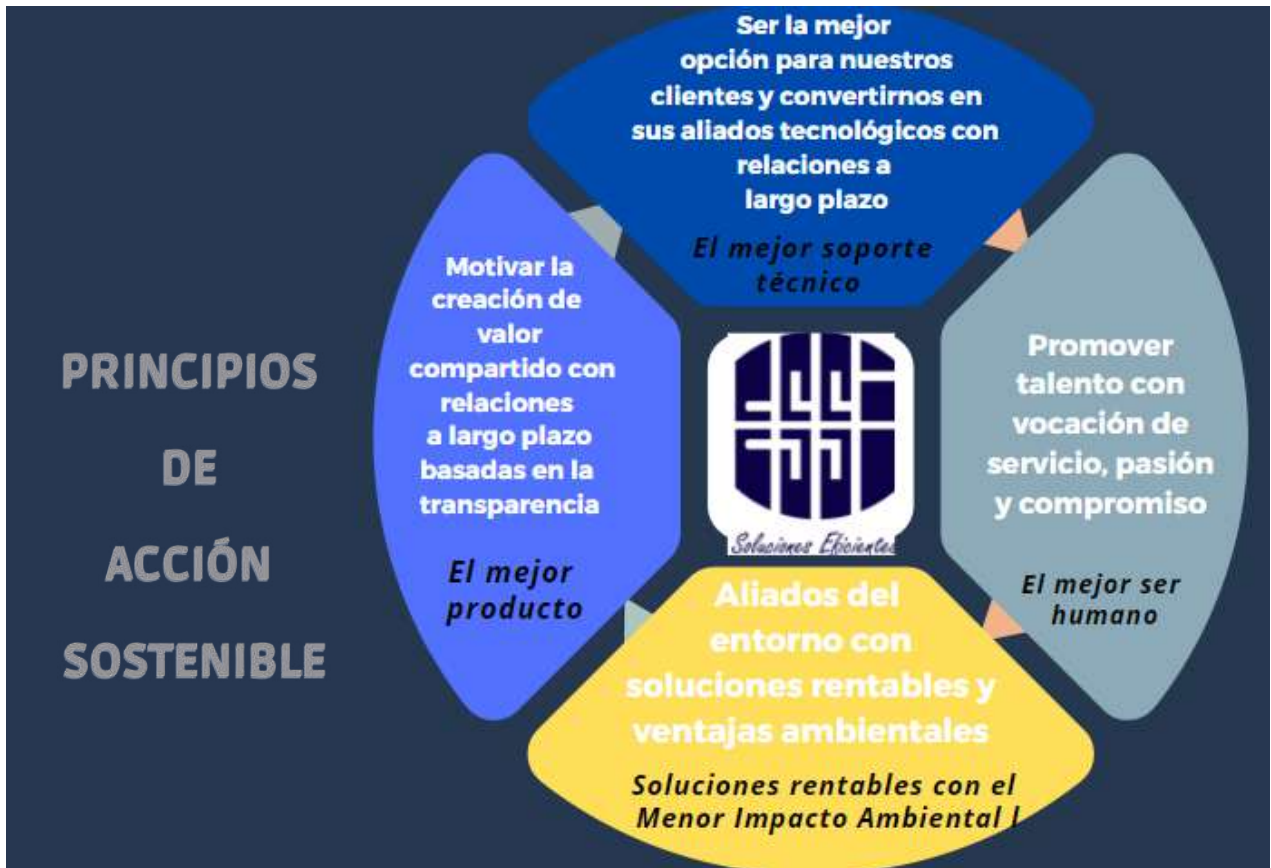 PRINCIPIOS
DE
ACCIÓN
SOSTENIBLE
Ser la mejor
opción para nuestros
clientes y convertirnos en
sus aliados tecnológicos con
relaciones a
largo plazo
El mejor soporte
técnico
Motivar la
creación de
valor
compartido con
relaciones
a largo plazo
basadas en la
transparencia
El mejor
producto
Soluciones Eficientes
Promover
talento con
vocación de
servicio, pasión
y compromiso
El mejor ser
humano
Aliados del
entorno con
soluciones rentables y
ventajas ambientales
Soluciones rentables con el
Menor Impacto Ambiental l